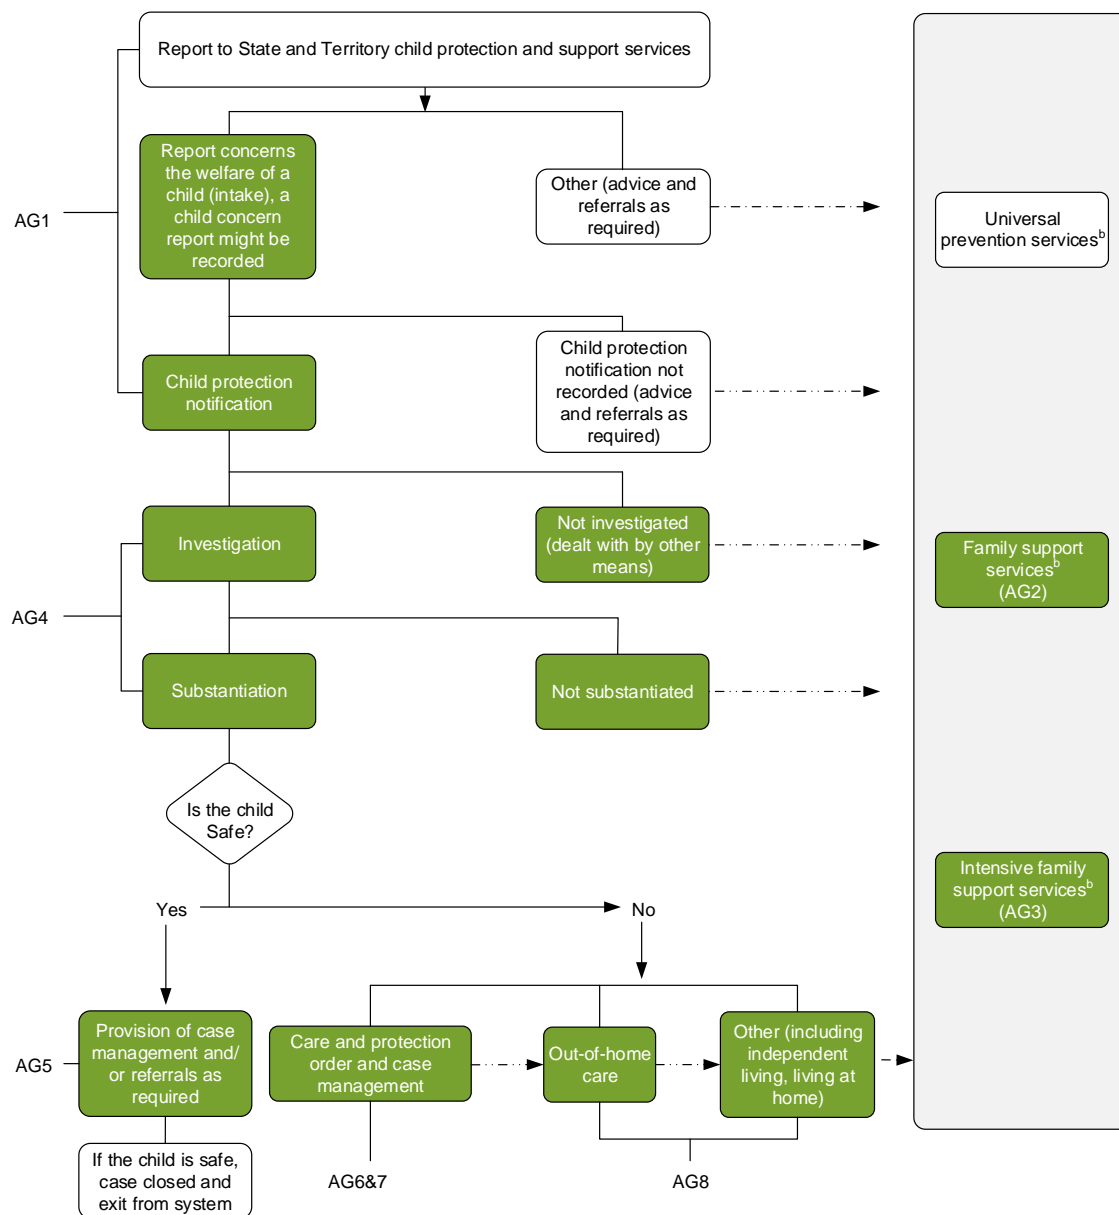 Report to State and Territory child protection and support services
AG1
Report concerns
the welfare of a
child (intake), a
child concern
report might be
recorded
Other (advice and
referrals as
required)
Universal
prevention servicesᵇ
Child protection
notification
Child protection
notification not
recorded (advice
and referrals as
required)
AG4
Investigation
Not investigated
(dealt with by other
means)
Family support
servicesᵇ
(AG2)
Substantiation
Not substantiated
Is the child
Safe?
Intensive family
support servicesᵇ
(AG3)
Yes
No
AG5
Provision of case
management and/
or referrals as
required
Care and protection
order and case
management
Out-of-home
care
Other (including
independent
living, living at
home)
If the child is safe,
case closed and
exit from system
AG6&7
AG8